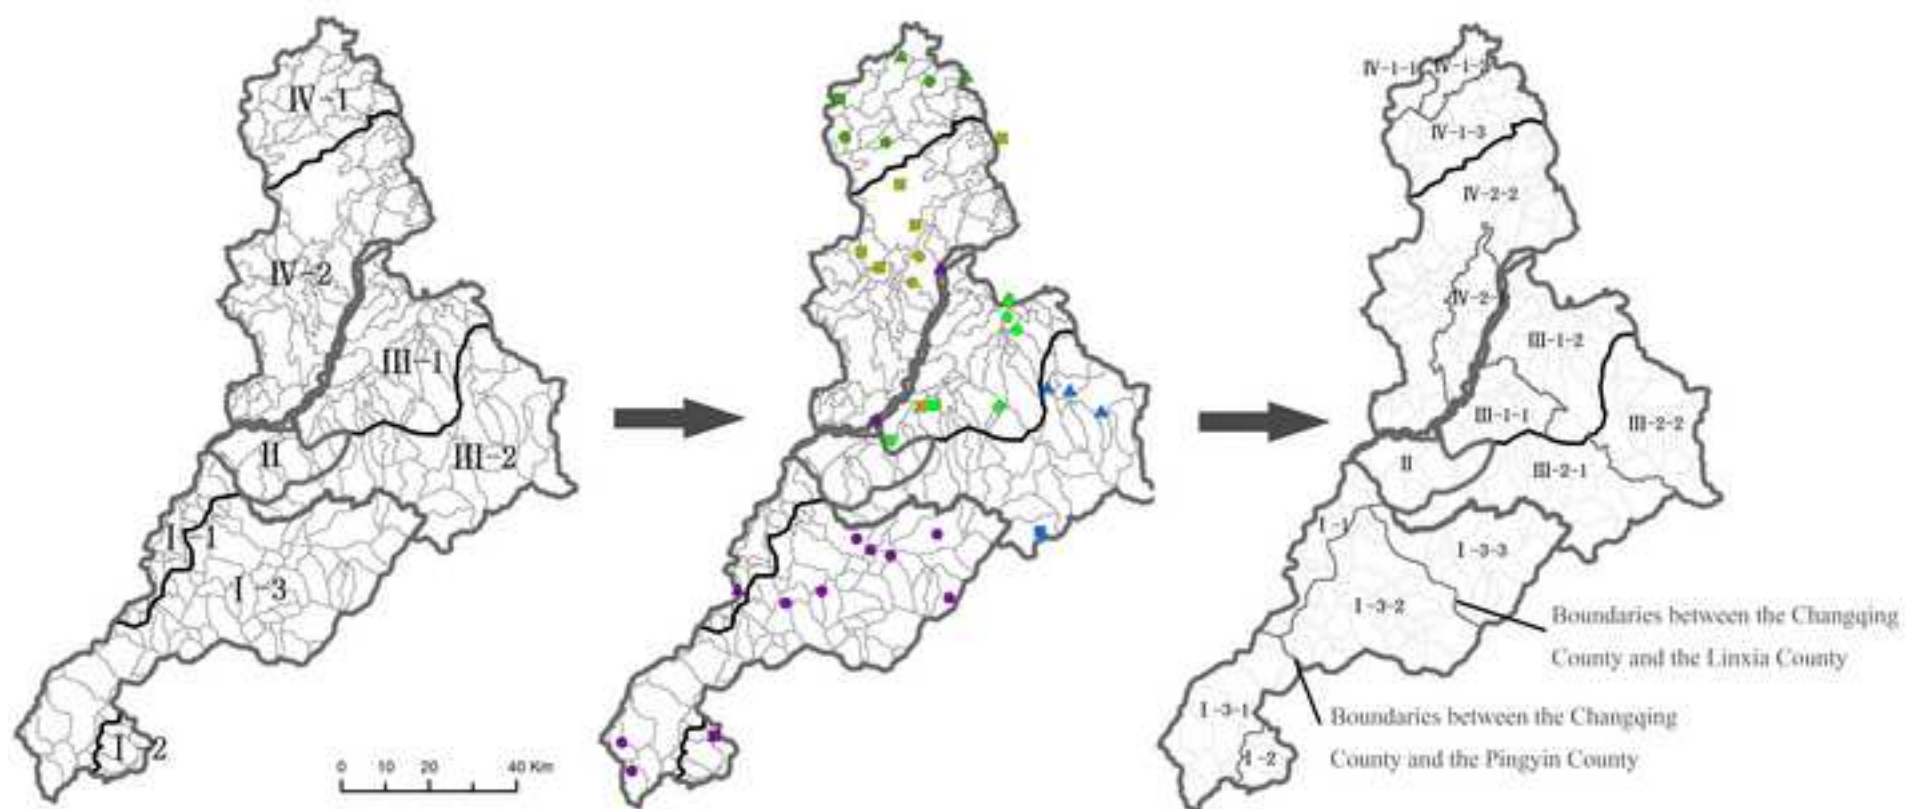 IV-1
IV-2
III-1
III-2
II
I-1
I-3
I-2
0 10 20 40 Km
IV-1-1
IV-1-2
IV-1-3
IV-2-2
III-1-2
III-1-1
III-2-2
II
III-2-1
I-1
I-3-3
I-3-2
Boundaries between the Changqing
County and the Linxia County
I-3-1
Boundaries between the Changqing
I-2
County and the Pingyin County